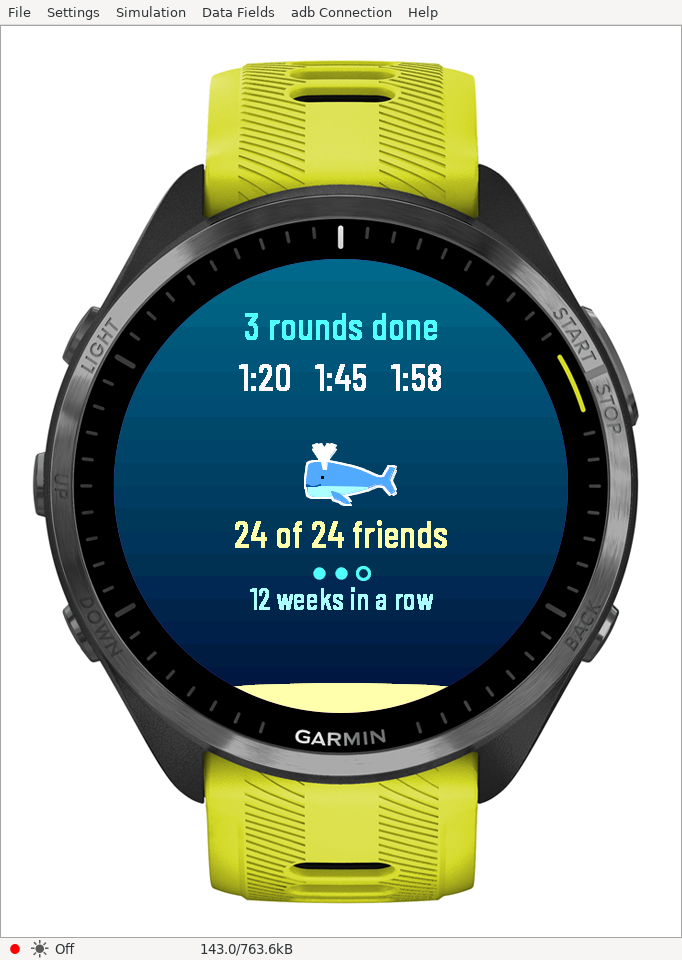 File Settings Simulation Data Fields adb Connection Help
LIGHT
START
STOP
UP
DOWN
BACK
3 rounds done
1:20 1:45 1:58
24 of 24 friends
12 weeks in a row
GARMIN
Off 143.0/763.6kB